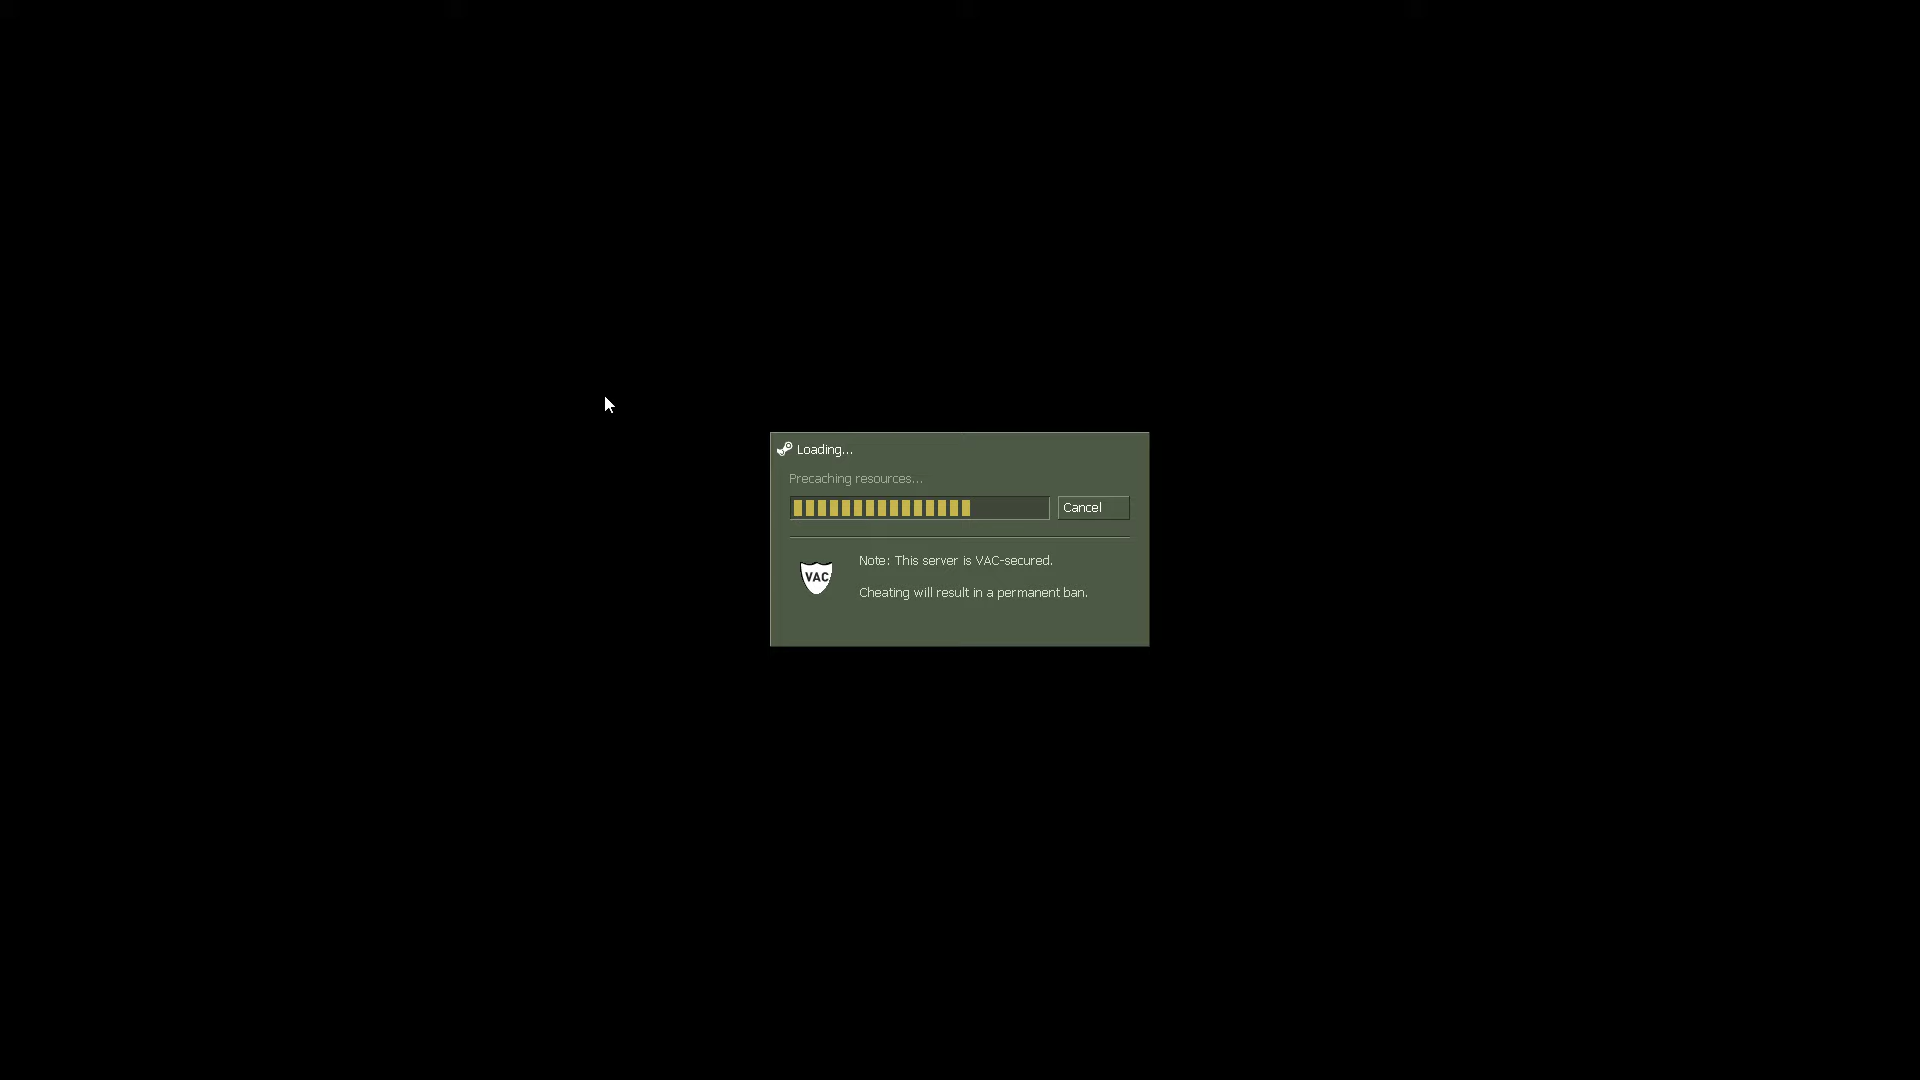 Loading...
Precaching resources...
Cancel
Note: This server is VAC-secured.
VAC
Cheating will result in a permanent ban.